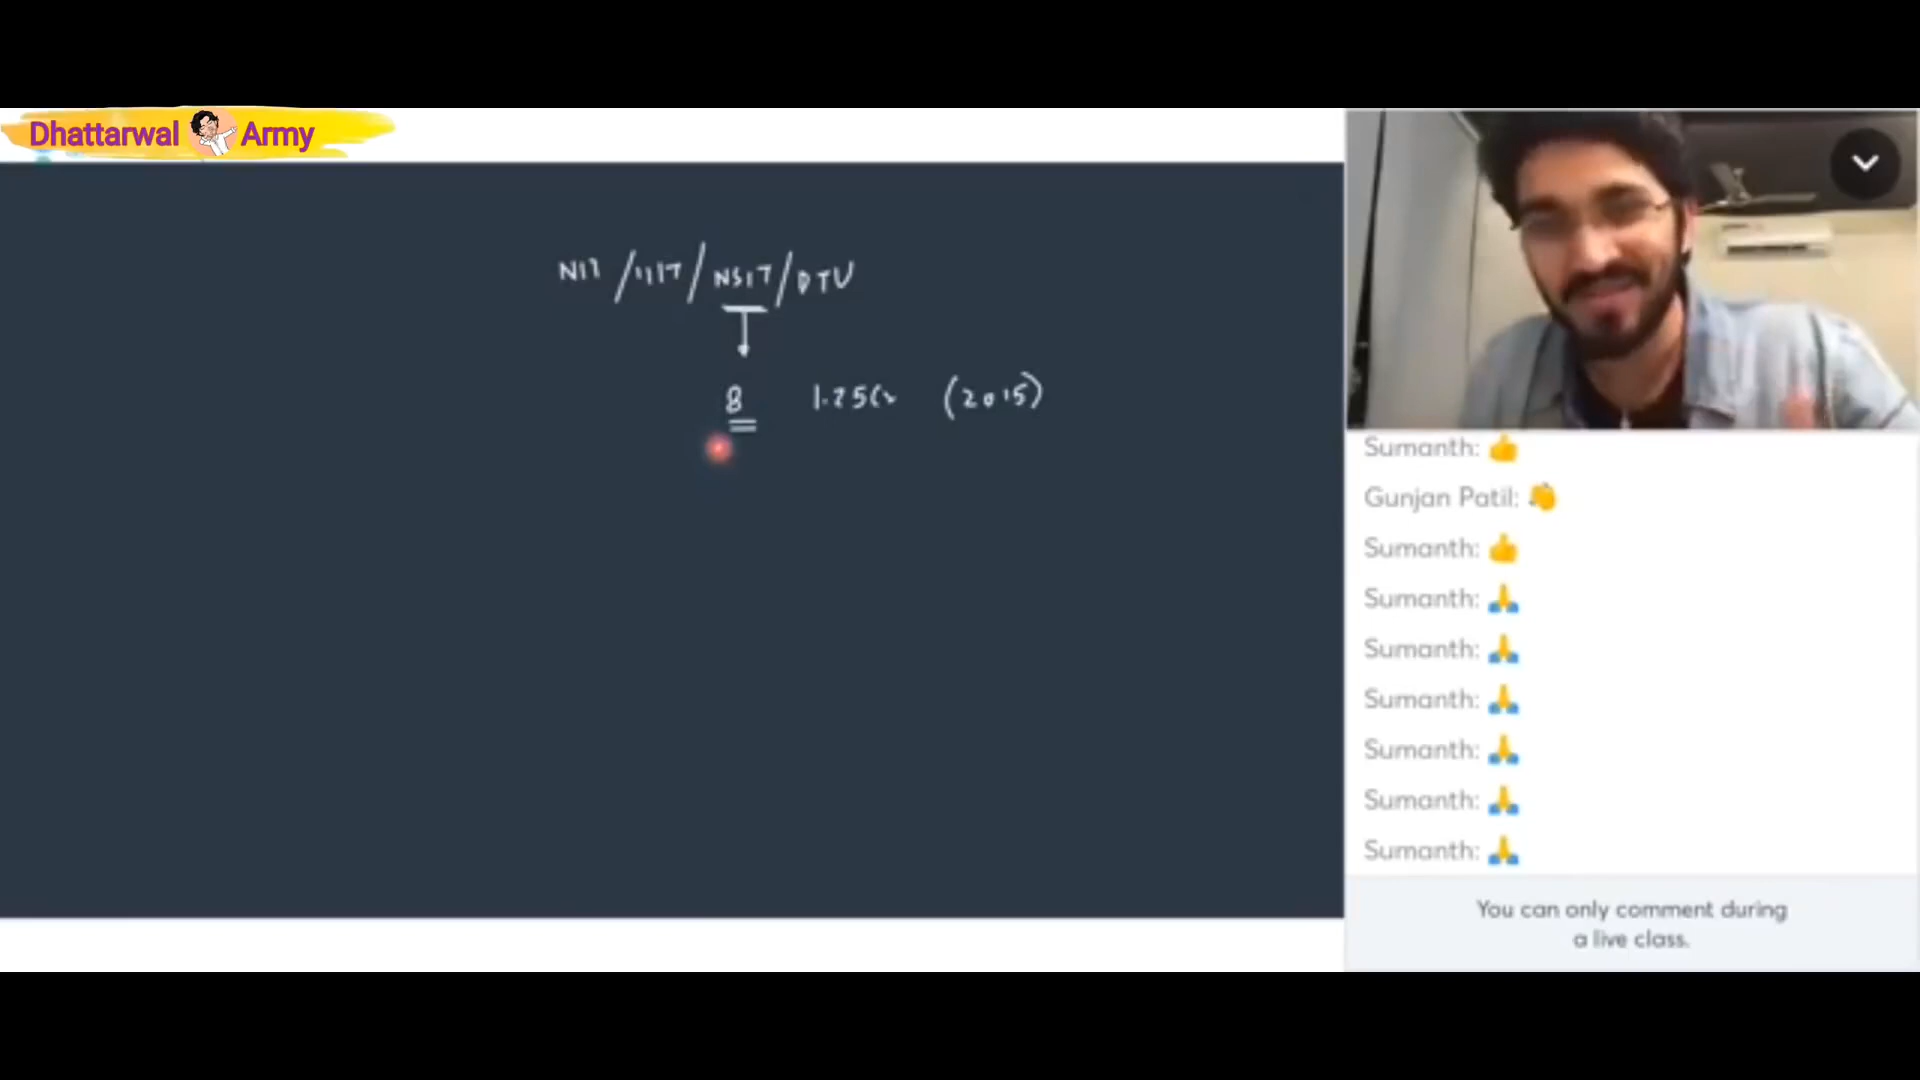 Dhattarwal Army
NIT / IIIT / NSIT / DTU
8 1.25Cr (2015)
Sumanth: 👍
Gunjan Patil: 👏
Sumanth: 👍
Sumanth: 🙏
Sumanth: 🙏
Sumanth: 🙏
Sumanth: 🙏
Sumanth: 🙏
Sumanth: 🙏
You can only comment during
a live class.